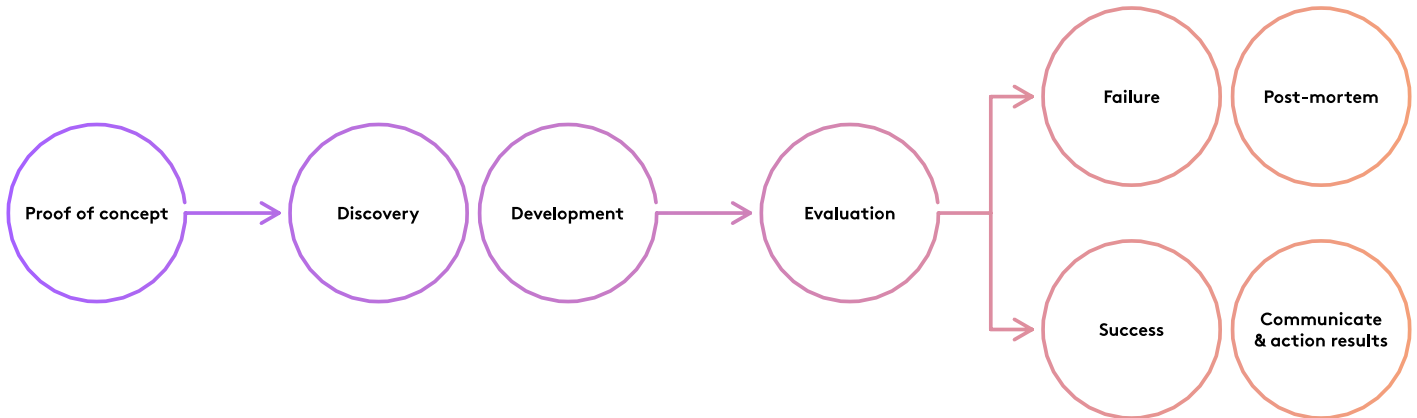 Proof of concept
Discovery
Development
Evaluation
Failure
Post-mortem
Success
Communicate
& action results